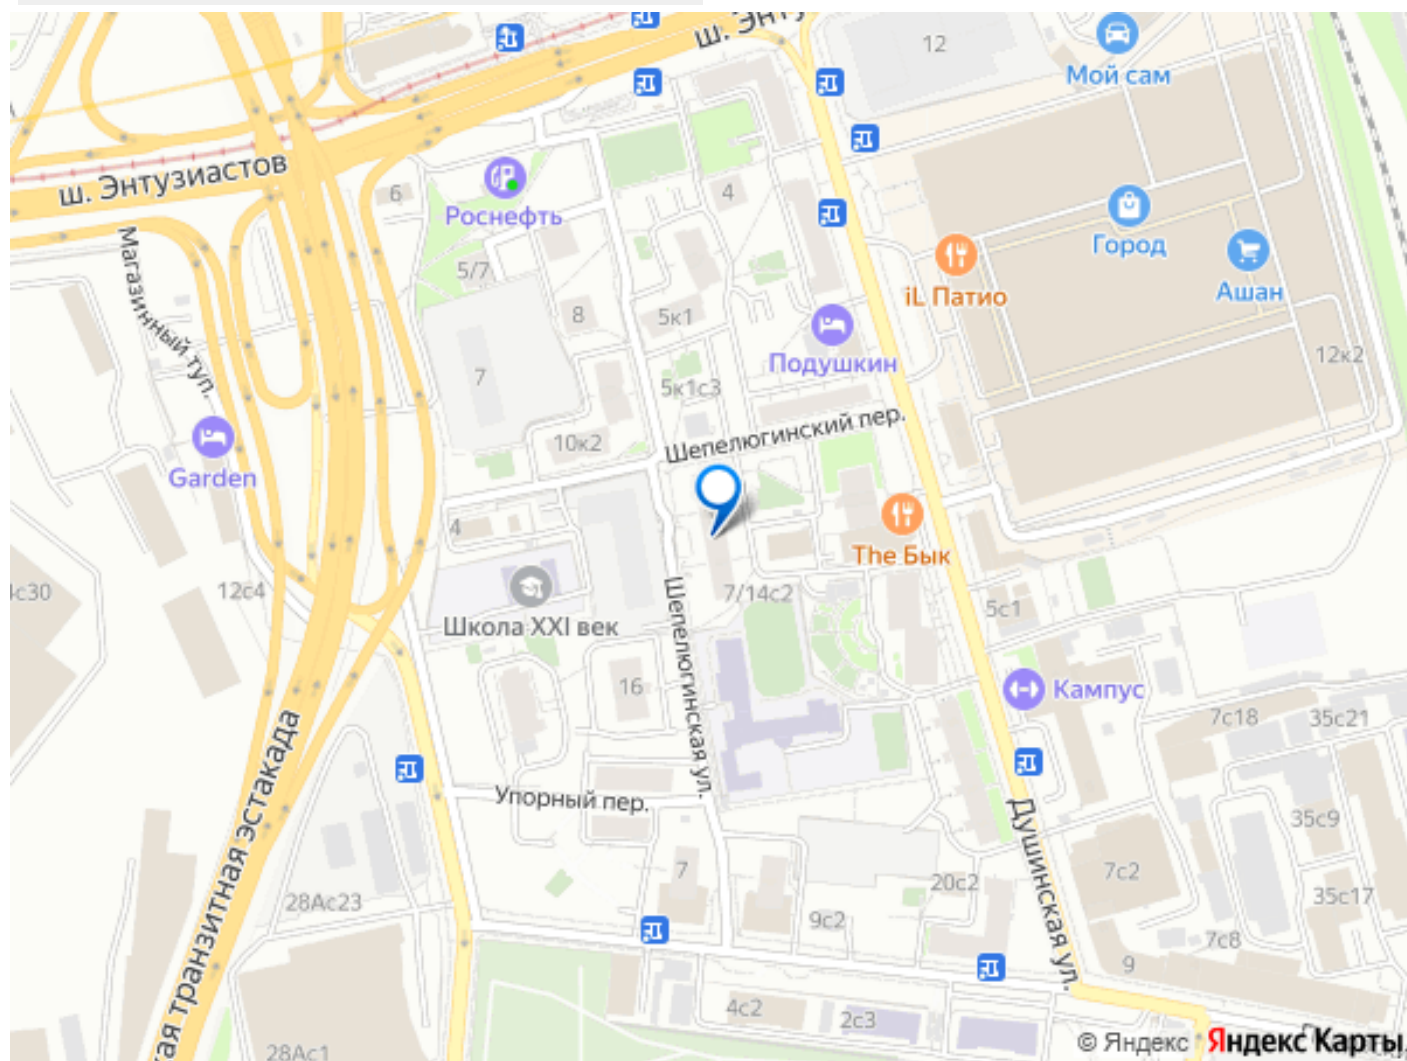 ш. Энту
12
Мой сам
ш. Энтузиастов
6
Роснефть
4
Город
Ашан
iL Патио
Магазинный туп.
5/7
8
5к1
Подушкин
12к2
7
5к1с3
10к2
Шепелюгинский пер.
Garden
4
The Бык
12с4
7/14с2
5с1
Школа XXI век
Шепелюгинская ул.
16
Кампус
7с18
35с21
Упорный пер.
Душинская ул.
35с9
7
7с2
28Ас23
20с2
35с17
9с2
7с8
9
ая транзитная эстакада
4с2
2с3
28Ас1
© Яндекс Яндекс Карты